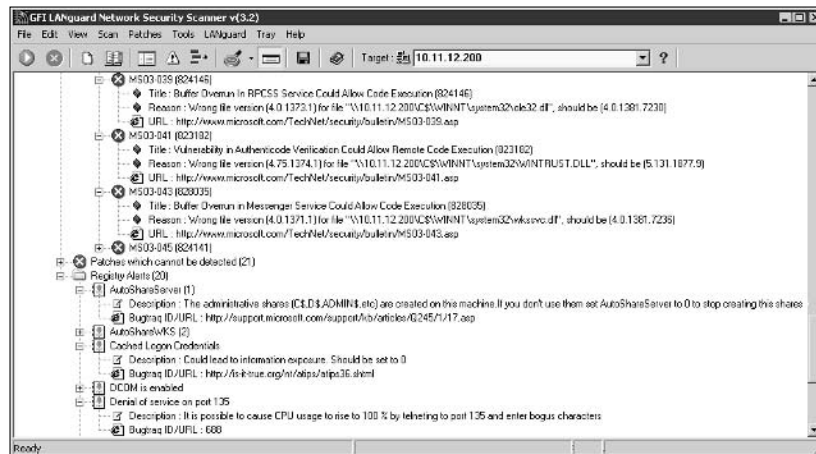 GFI LANguard Network Security Scanner v(3.2)
File Edit View Scan Patches Tools LANguard Tray Help
Target : 10.11.12.200 ?
MS03-039 (824146)
Title : Buffer Overrun In RPCSS Service Could Allow Code Execution (824146)
Reason : Wrong file version (4.0.1373.1) for file "\\10.11.12.200\C$\WINNT\system32\ole32.dll", should be (4.0.1381.7230)
URL : http://www.microsoft.com/TechNet/security/bulletin/MS03-039.asp
MS03-041 (823182)
Title : Vulnerability in Authenticode Verification Could Allow Remote Code Execution (823182)
Reason : Wrong file version (4.75.1374.1) for file "\\10.11.12.200\C$\WINNT\system32\WINTRUST.DLL", should be (5.131.1877.9)
URL : http://www.microsoft.com/TechNet/security/bulletin/MS03-041.asp
MS03-043 (828035)
Title : Buffer Overrun in Messenger Service Could Allow Code Execution (828035)
Reason : Wrong file version (4.0.1371.1) for file "\\10.11.12.200\C$\WINNT\system32\wkssvc.dll", should be (4.0.1381.7236)
URL : http://www.microsoft.com/TechNet/security/bulletin/MS03-043.asp
MS03-045 (824141)
Patches which cannot be detected (21)
Registry Alerts (20)
AutoShareServer (1)
Description : The administrative shares (C$,D$,ADMIN$,etc) are created on this machine.If you don't use them set AutoShareServer to 0 to stop creating this shares
Bugtraq ID/URL : http://support.microsoft.com/support/kb/articles/Q245/1/17.asp
AutoShareWKS (2)
Cached Logon Credentials
Description : Could lead to information exposure. Should be set to 0
Bugtraq ID/URL : http://is-it-true.org/nt/atips/atips36.shtml
DCOM is enabled
Denial of service on port 135
Description : It is possible to cause CPU usage to rise to 100 % by telneting to port 135 and enter bogus characters
Bugtraq ID/URL : 688
Ready